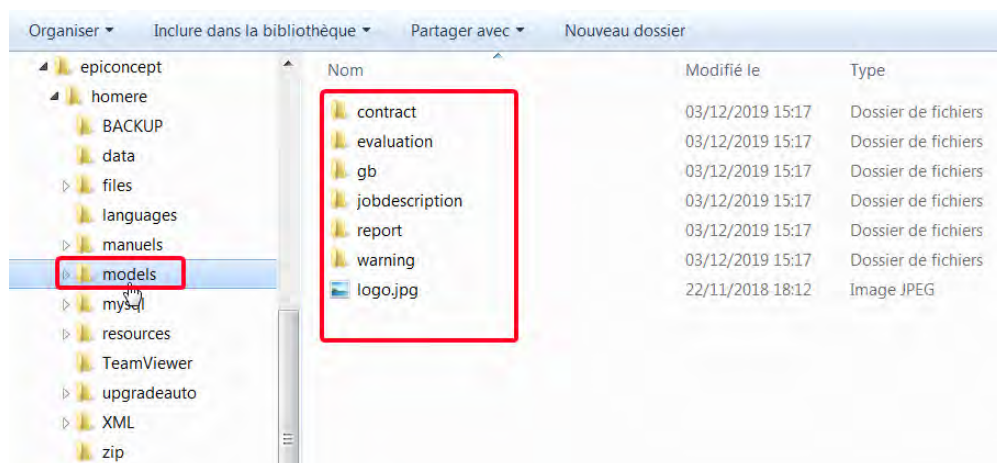 Organiser Inclure dans la bibliothèque Partager avec Nouveau dossier
epiconcept
homere
BACKUP
data
files
languages
manuels
models
mysql
resources
TeamViewer
upgradeauto
XML
zip
Nom Modifié le Type
contract 03/12/2019 15:17 Dossier de fichiers
evaluation 03/12/2019 15:17 Dossier de fichiers
gb 03/12/2019 15:17 Dossier de fichiers
jobdescription 03/12/2019 15:17 Dossier de fichiers
report 03/12/2019 15:17 Dossier de fichiers
warning 03/12/2019 15:17 Dossier de fichiers
logo.jpg 22/11/2018 18:12 Image JPEG